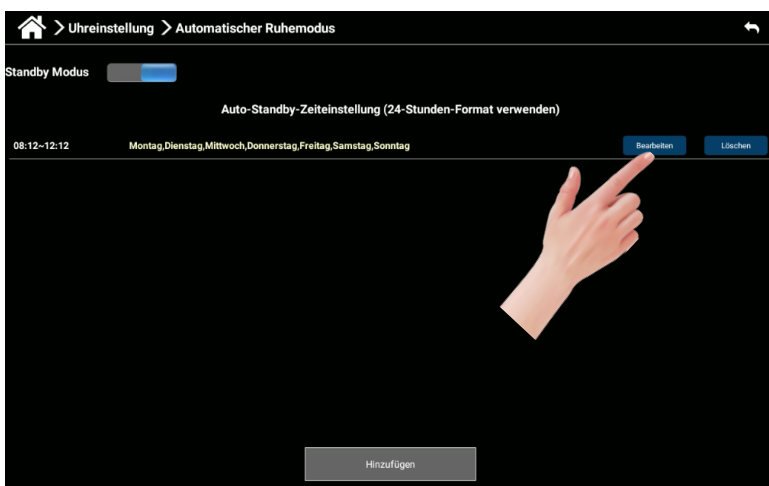 Uhreinstellung Automatischer Ruhemodus
Standby Modus
Auto-Standby-Zeiteinstellung (24-Stunden-Format verwenden)
08:12~12:12 Montag,Dienstag,Mittwoch,Donnerstag,Freitag,Samstag,Sonntag Bearbeiten Löschen
Hinzufügen